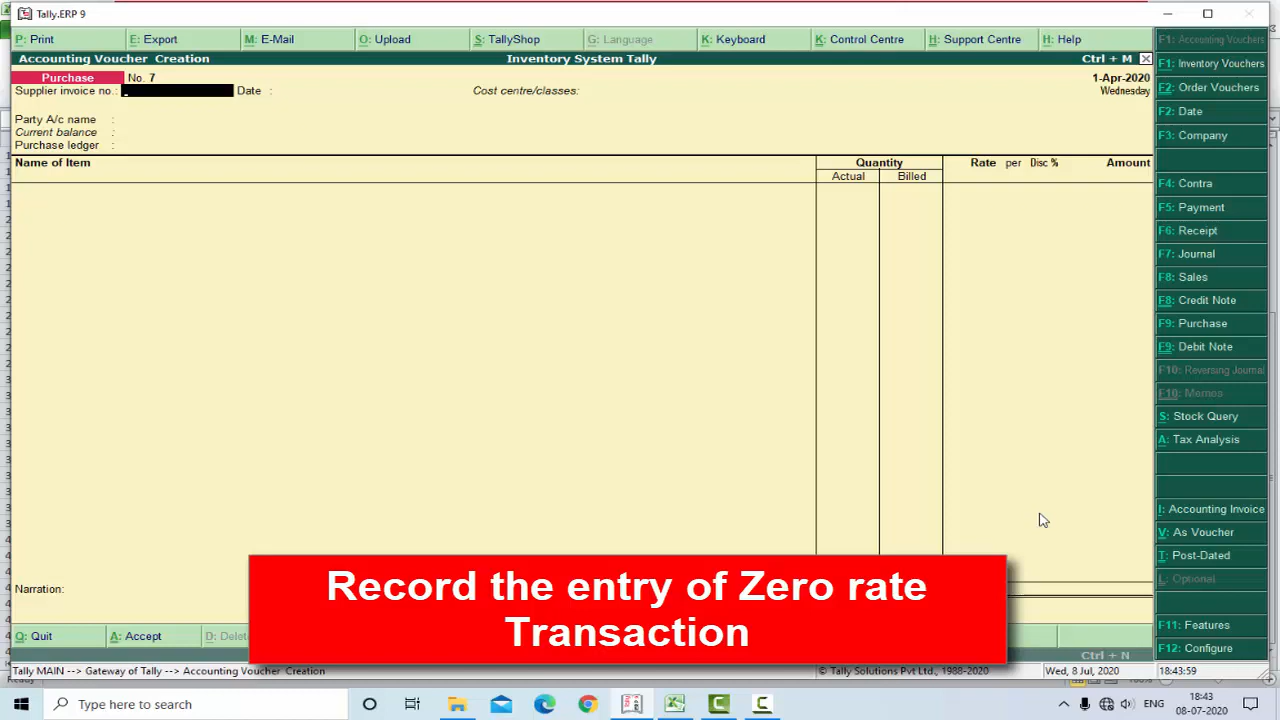 Tally.ERP 9
P: Print E: Export M: E-Mail O: Upload S: TallyShop G: Language K: Keyboard K: Control Centre H: Support Centre H: Help
Accounting Voucher Creation Inventory System Tally Ctrl + M
Purchase No. 7 1-Apr-2020
Supplier invoice no.: Date : Cost centre/classes: Wednesday
Party A/c name :
Current balance :
Purchase ledger :
Name of Item Quantity Rate per Disc % Amount
Actual Billed
F1: Accounting Vouchers
F1: Inventory Vouchers
F2: Order Vouchers
F2: Date
F3: Company
F4: Contra
F5: Payment
F6: Receipt
F7: Journal
F8: Sales
F8: Credit Note
F9: Purchase
F9: Debit Note
F10: Reversing Journal
F10: Memos
S: Stock Query
A: Tax Analysis
I: Accounting Invoice
V: As Voucher
T: Post-Dated
L: Optional
F11: Features
F12: Configure
Narration:
Record the entry of Zero rate
Transaction
Q: Quit A: Accept D: Delet
Ctrl + N
Tally MAIN --> Gateway of Tally --> Accounting Voucher Creation © Tally Solutions Pvt Ltd., 1988-2020 Wed, 8 Jul, 2020 18:43:59
Type here to search
18:43
ENG
08-07-2020